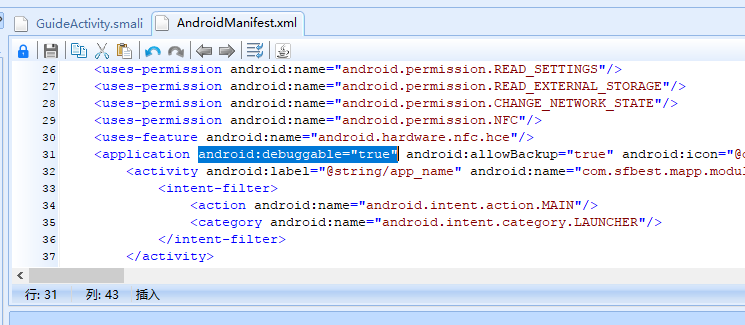 GuideActivity.smali AndroidManifest.xml
26 <uses-permission android:name="android.permission.READ_SETTINGS"/>
27 <uses-permission android:name="android.permission.READ_EXTERNAL_STORAGE"/>
28 <uses-permission android:name="android.permission.CHANGE_NETWORK_STATE"/>
29 <uses-permission android:name="android.permission.NFC"/>
30 <uses-feature android:name="android.hardware.nfc.hce"/>
31 <application android:debuggable="true" android:allowBackup="true" android:icon="@
32 <activity android:label="@string/app_name" android:name="com.sfbest.mapp.modul
33 <intent-filter>
34 <action android:name="android.intent.action.MAIN"/>
35 <category android:name="android.intent.category.LAUNCHER"/>
36 </intent-filter>
37 </activity>
行: 31 列: 43 插入